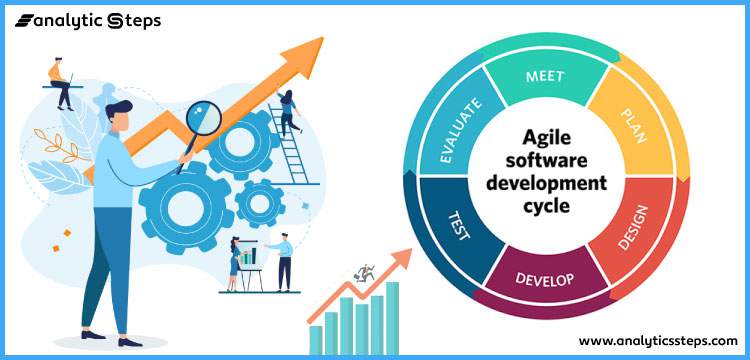 analytic Steps
MEET
PLAN
DESIGN
DEVELOP
TEST
EVALUATE
Agile
software
development
cycle
www.analyticssteps.com